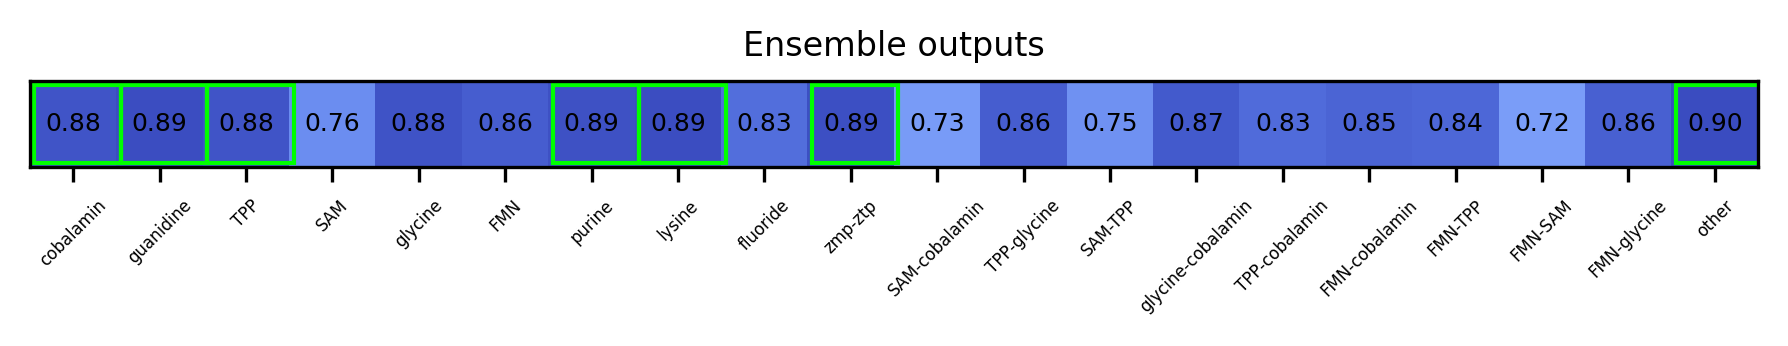 Ensemble outputs
0.88 0.89 0.88 0.76 0.88 0.86 0.89 0.89 0.83 0.89 0.73 0.86 0.75 0.87 0.83 0.85 0.84 0.72 0.86 0.90
cobalamin guanidine TPP SAM glycine FMN purine lysine fluoride zmp-ztp SAM-cobalamin TPP-glycine SAM-TPP glycine-cobalamin TPP-cobalamin FMN-cobalamin FMN-TPP FMN-SAM FMN-glycine other